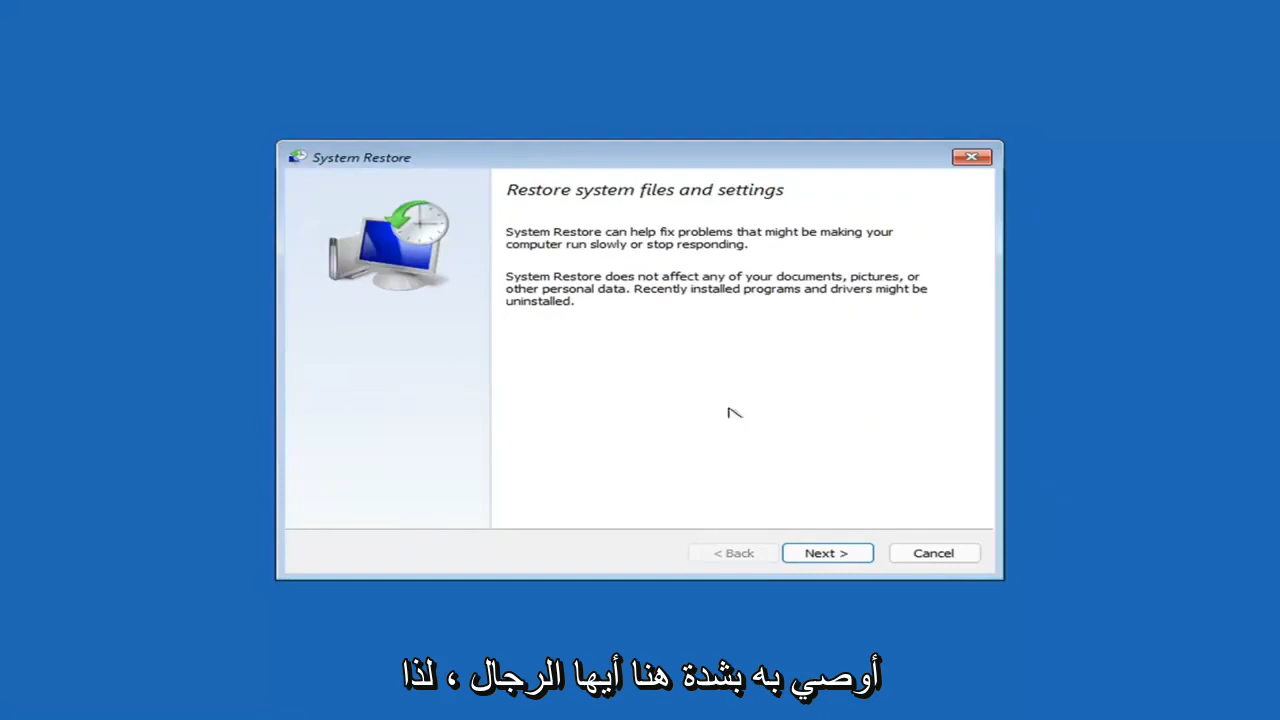 System Restore
Restore system files and settings
System Restore can help fix problems that might be making your
computer run slowly or stop responding.
System Restore does not affect any of your documents, pictures, or
other personal data. Recently installed programs and drivers might be
uninstalled.
< Back
Next >
Cancel
أوصي به بشدة هنا أيها الرجال ، لذا